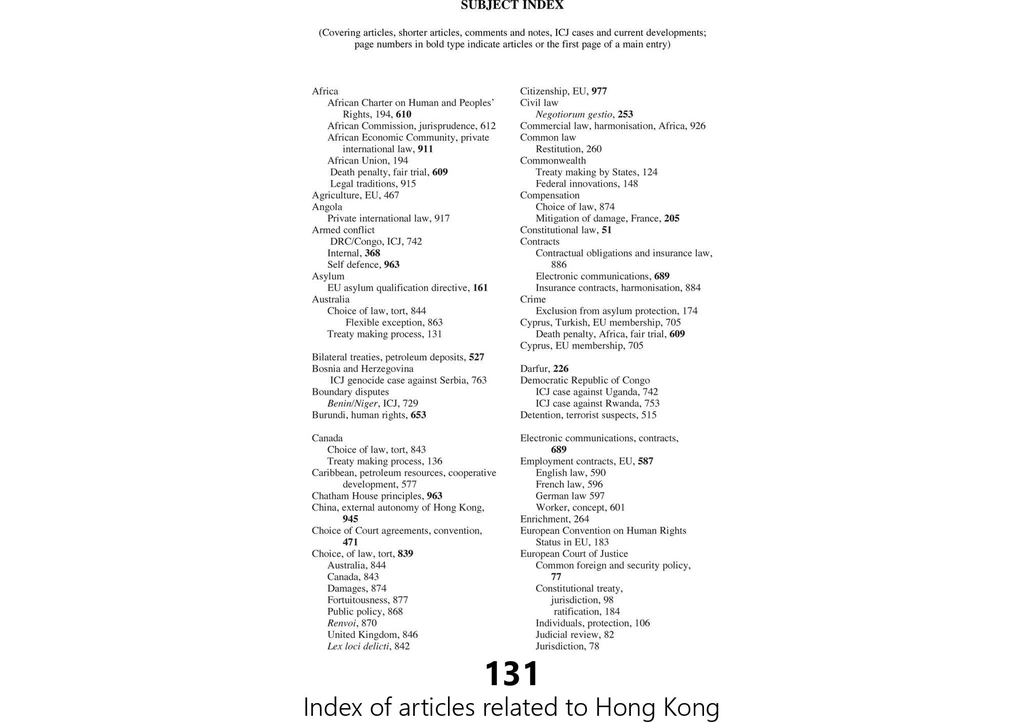 SUBJECT INDEX
(Covering articles, shorter articles, comments and notes, ICJ cases and current developments;
page numbers in bold type indicate articles or the first page of a main entry)
Africa
African Charter on Human and Peoples'
Rights, 194, 610
African Commission, jurisprudence, 612
African Economic Community, private
international law, 911
African Union, 194
Death penalty, fair trial, 609
Legal traditions, 915
Agriculture, EU, 467
Angola
Private international law, 917
Armed conflict
DRC/Congo, ICJ, 742
Internal, 368
Self defence, 963
Asylum
EU asylum qualification directive, 161
Australia
Choice of law, tort, 844
Flexible exception, 863
Treaty making process, 131
Bilateral treaties, petroleum deposits, 527
Bosnia and Herzegovina
ICJ genocide case against Serbia, 763
Boundary disputes
Benin/Niger, ICJ, 729
Burundi, human rights, 653
Canada
Choice of law, tort, 843
Treaty making process, 136
Caribbean, petroleum resources, cooperative
development, 577
Chatham House principles, 963
China, external autonomy of Hong Kong,
945
Choice of Court agreements, convention,
471
Choice, of law, tort, 839
Australia, 844
Canada, 843
Damages, 874
Fortuitousness, 877
Public policy, 868
Renvoi, 870
United Kingdom, 846
Lex loci delicti, 842
Citizenship, EU, 977
Civil law
Negotiorum gestio, 253
Commercial law, harmonisation, Africa, 926
Common law
Restitution, 260
Commonwealth
Treaty making by States, 124
Federal innovations, 148
Compensation
Choice of law, 874
Mitigation of damage, France, 205
Constitutional law, 51
Contracts
Contractual obligations and insurance law,
886
Electronic communications, 689
Insurance contracts, harmonisation, 884
Crime
Exclusion from asylum protection, 174
Cyprus, Turkish, EU membership, 705
Death penalty, Africa, fair trial, 609
Cyprus, EU membership, 705
Darfur, 226
Democratic Republic of Congo
ICJ case against Uganda, 742
ICJ case against Rwanda, 753
Detention, terrorist suspects, 515
Electronic communications, contracts,
689
Employment contracts, EU, 587
English law, 590
French law, 596
German law 597
Worker, concept, 601
Enrichment, 264
European Convention on Human Rights
Status in EU, 183
European Court of Justice
Common foreign and security policy,
77
Constitutional treaty,
jurisdiction, 98
ratification, 184
Individuals, protection, 106
Judicial review, 82
Jurisdiction, 78
131
Index of articles related to Hong Kong